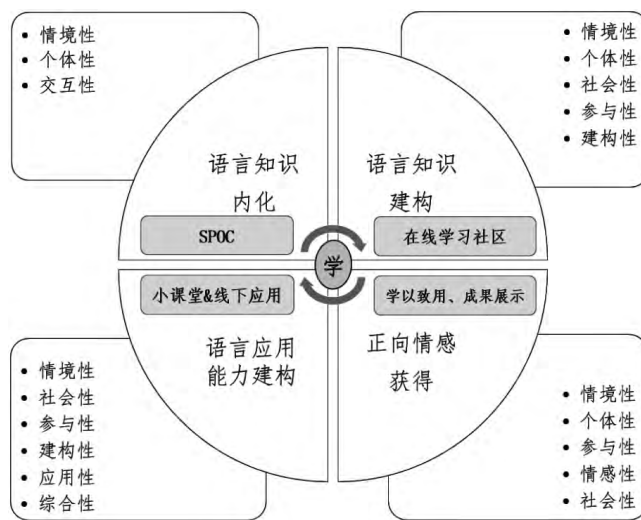 情境性
个体性
交互性
情境性
个体性
社会性
参与性
建构性
语言知识
内化
SPOC
语言知识
建构
在线学习社区
学
小课堂&线下应用
语言应用
能力建构
学以致用、成果展示
正向情感
获得
情境性
社会性
参与性
建构性
应用性
综合性
情境性
个体性
参与性
情感性
社会性